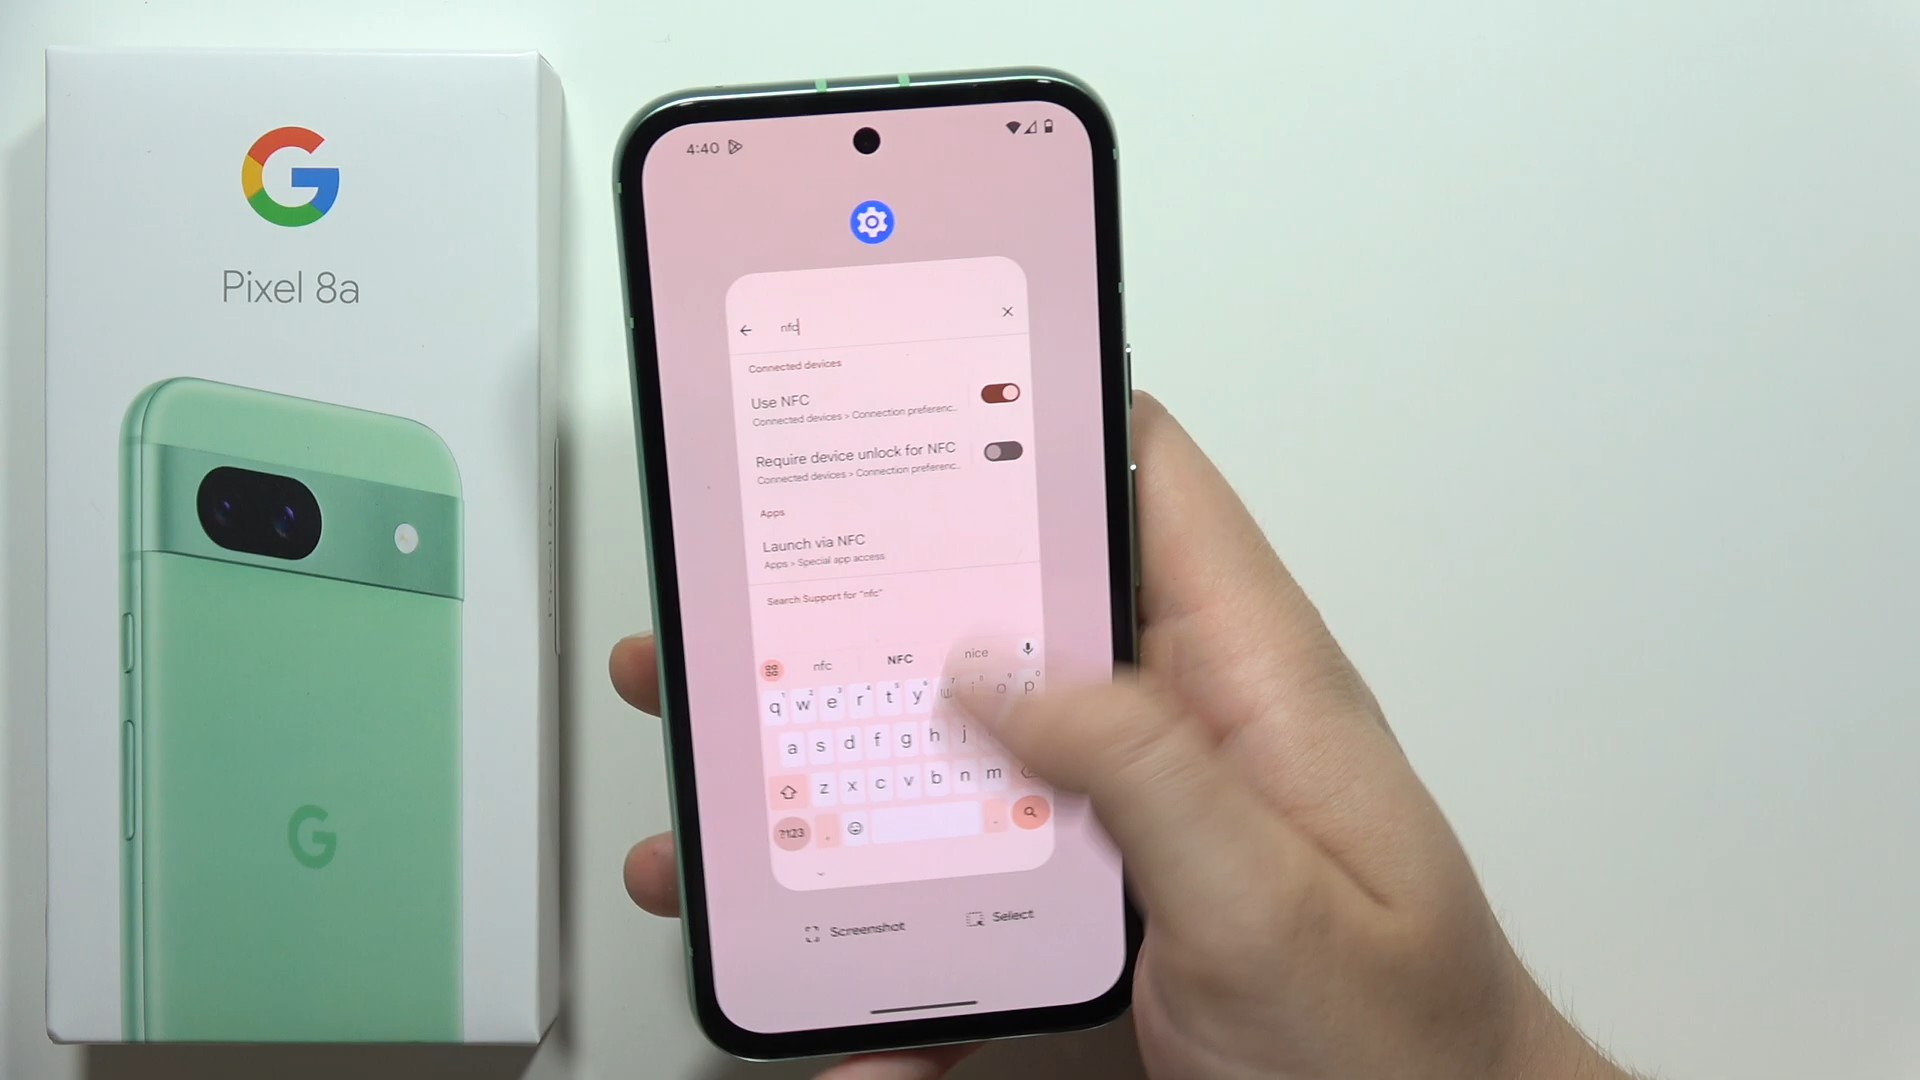 G
Pixel 8a
4:40
nfc
Connected devices
Use NFC
Connected devices > Connection preferenc..
Require device unlock for NFC
Connected devices > Connection preferenc..
Apps
Launch via NFC
Apps > Special app access
Search Support for "nfc"
nfc NFC nice
q w e r t y i o p
a s d f g h j
z x c v b n m
?123 , .
Screenshot Select
G